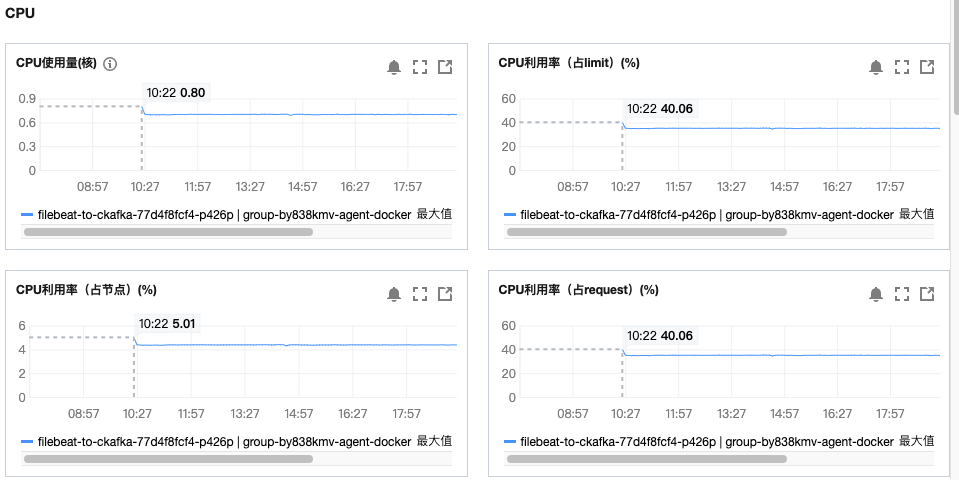 CPU
CPU使用量(核)
10:22 0.80
0.9
0.6
0.3
0
08:57 10:27 11:57 13:27 14:57 16:27 17:57
filebeat-to-ckafka-77d4f8fcf4-p426p | group-by838kmv-agent-docker 最大值
CPU利用率（占limit）(%)
10:22 40.06
60
40
20
0
08:57 10:27 11:57 13:27 14:57 16:27 17:57
filebeat-to-ckafka-77d4f8fcf4-p426p | group-by838kmv-agent-docker 最大值
CPU利用率（占节点）(%)
10:22 5.01
6
4
2
0
08:57 10:27 11:57 13:27 14:57 16:27 17:57
filebeat-to-ckafka-77d4f8fcf4-p426p | group-by838kmv-agent-docker 最大值
CPU利用率（占request）(%)
10:22 40.06
60
40
20
0
08:57 10:27 11:57 13:27 14:57 16:27 17:57
filebeat-to-ckafka-77d4f8fcf4-p426p | group-by838kmv-agent-docker 最大值